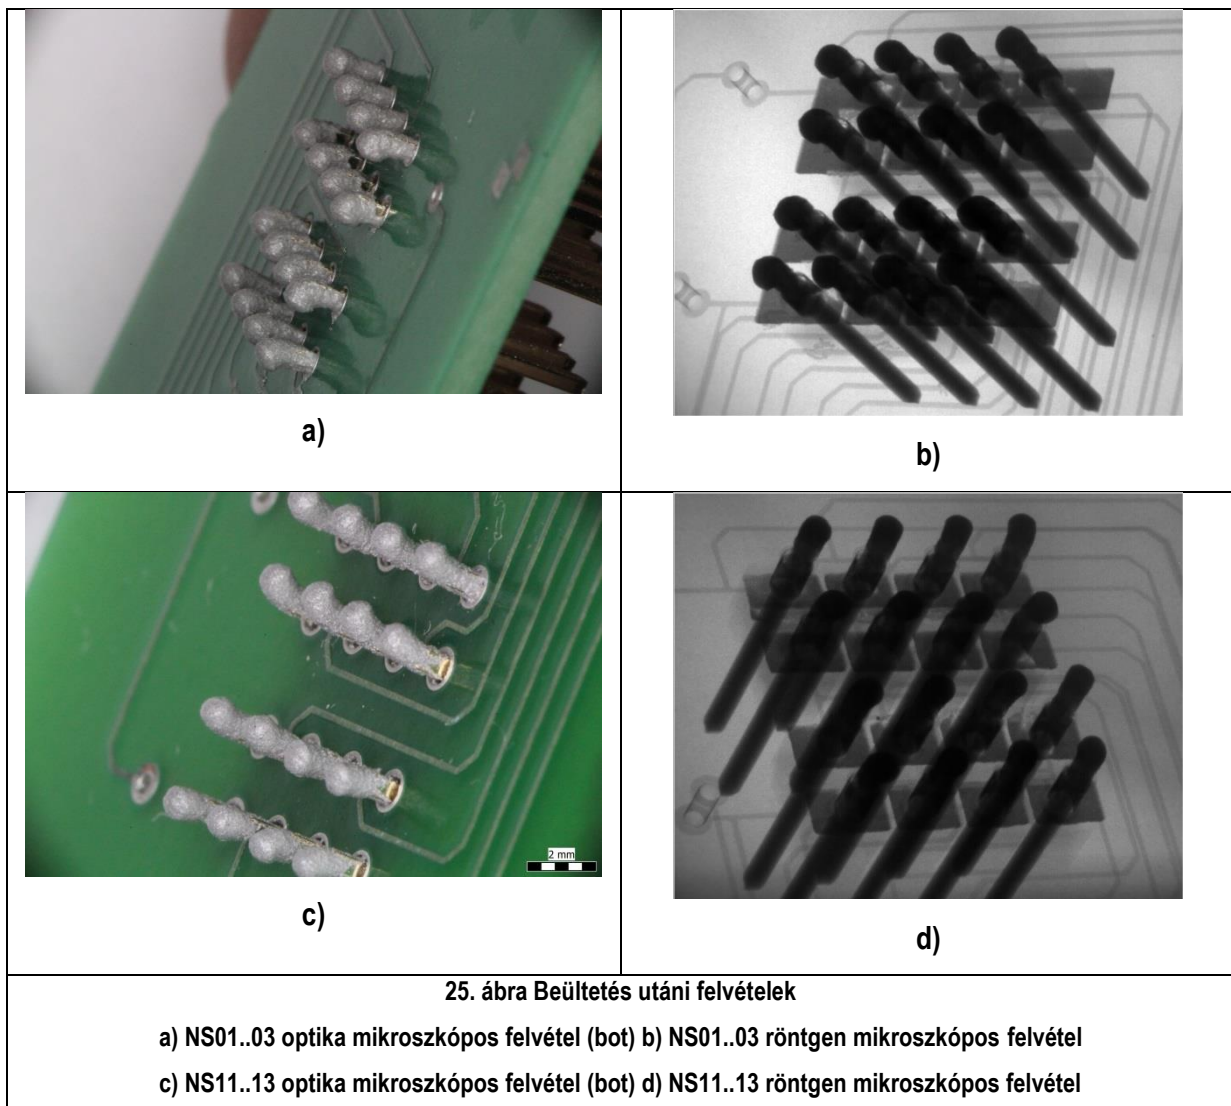 a)
b)
2 mm
c)
d)
25. ábra Beültetés utáni felvételek
a) NS01..03 optika mikroszkópos felvétel (bot) b) NS01..03 röntgen mikroszkópos felvétel
c) NS11..13 optika mikroszkópos felvétel (bot) d) NS11..13 röntgen mikroszkópos felvétel